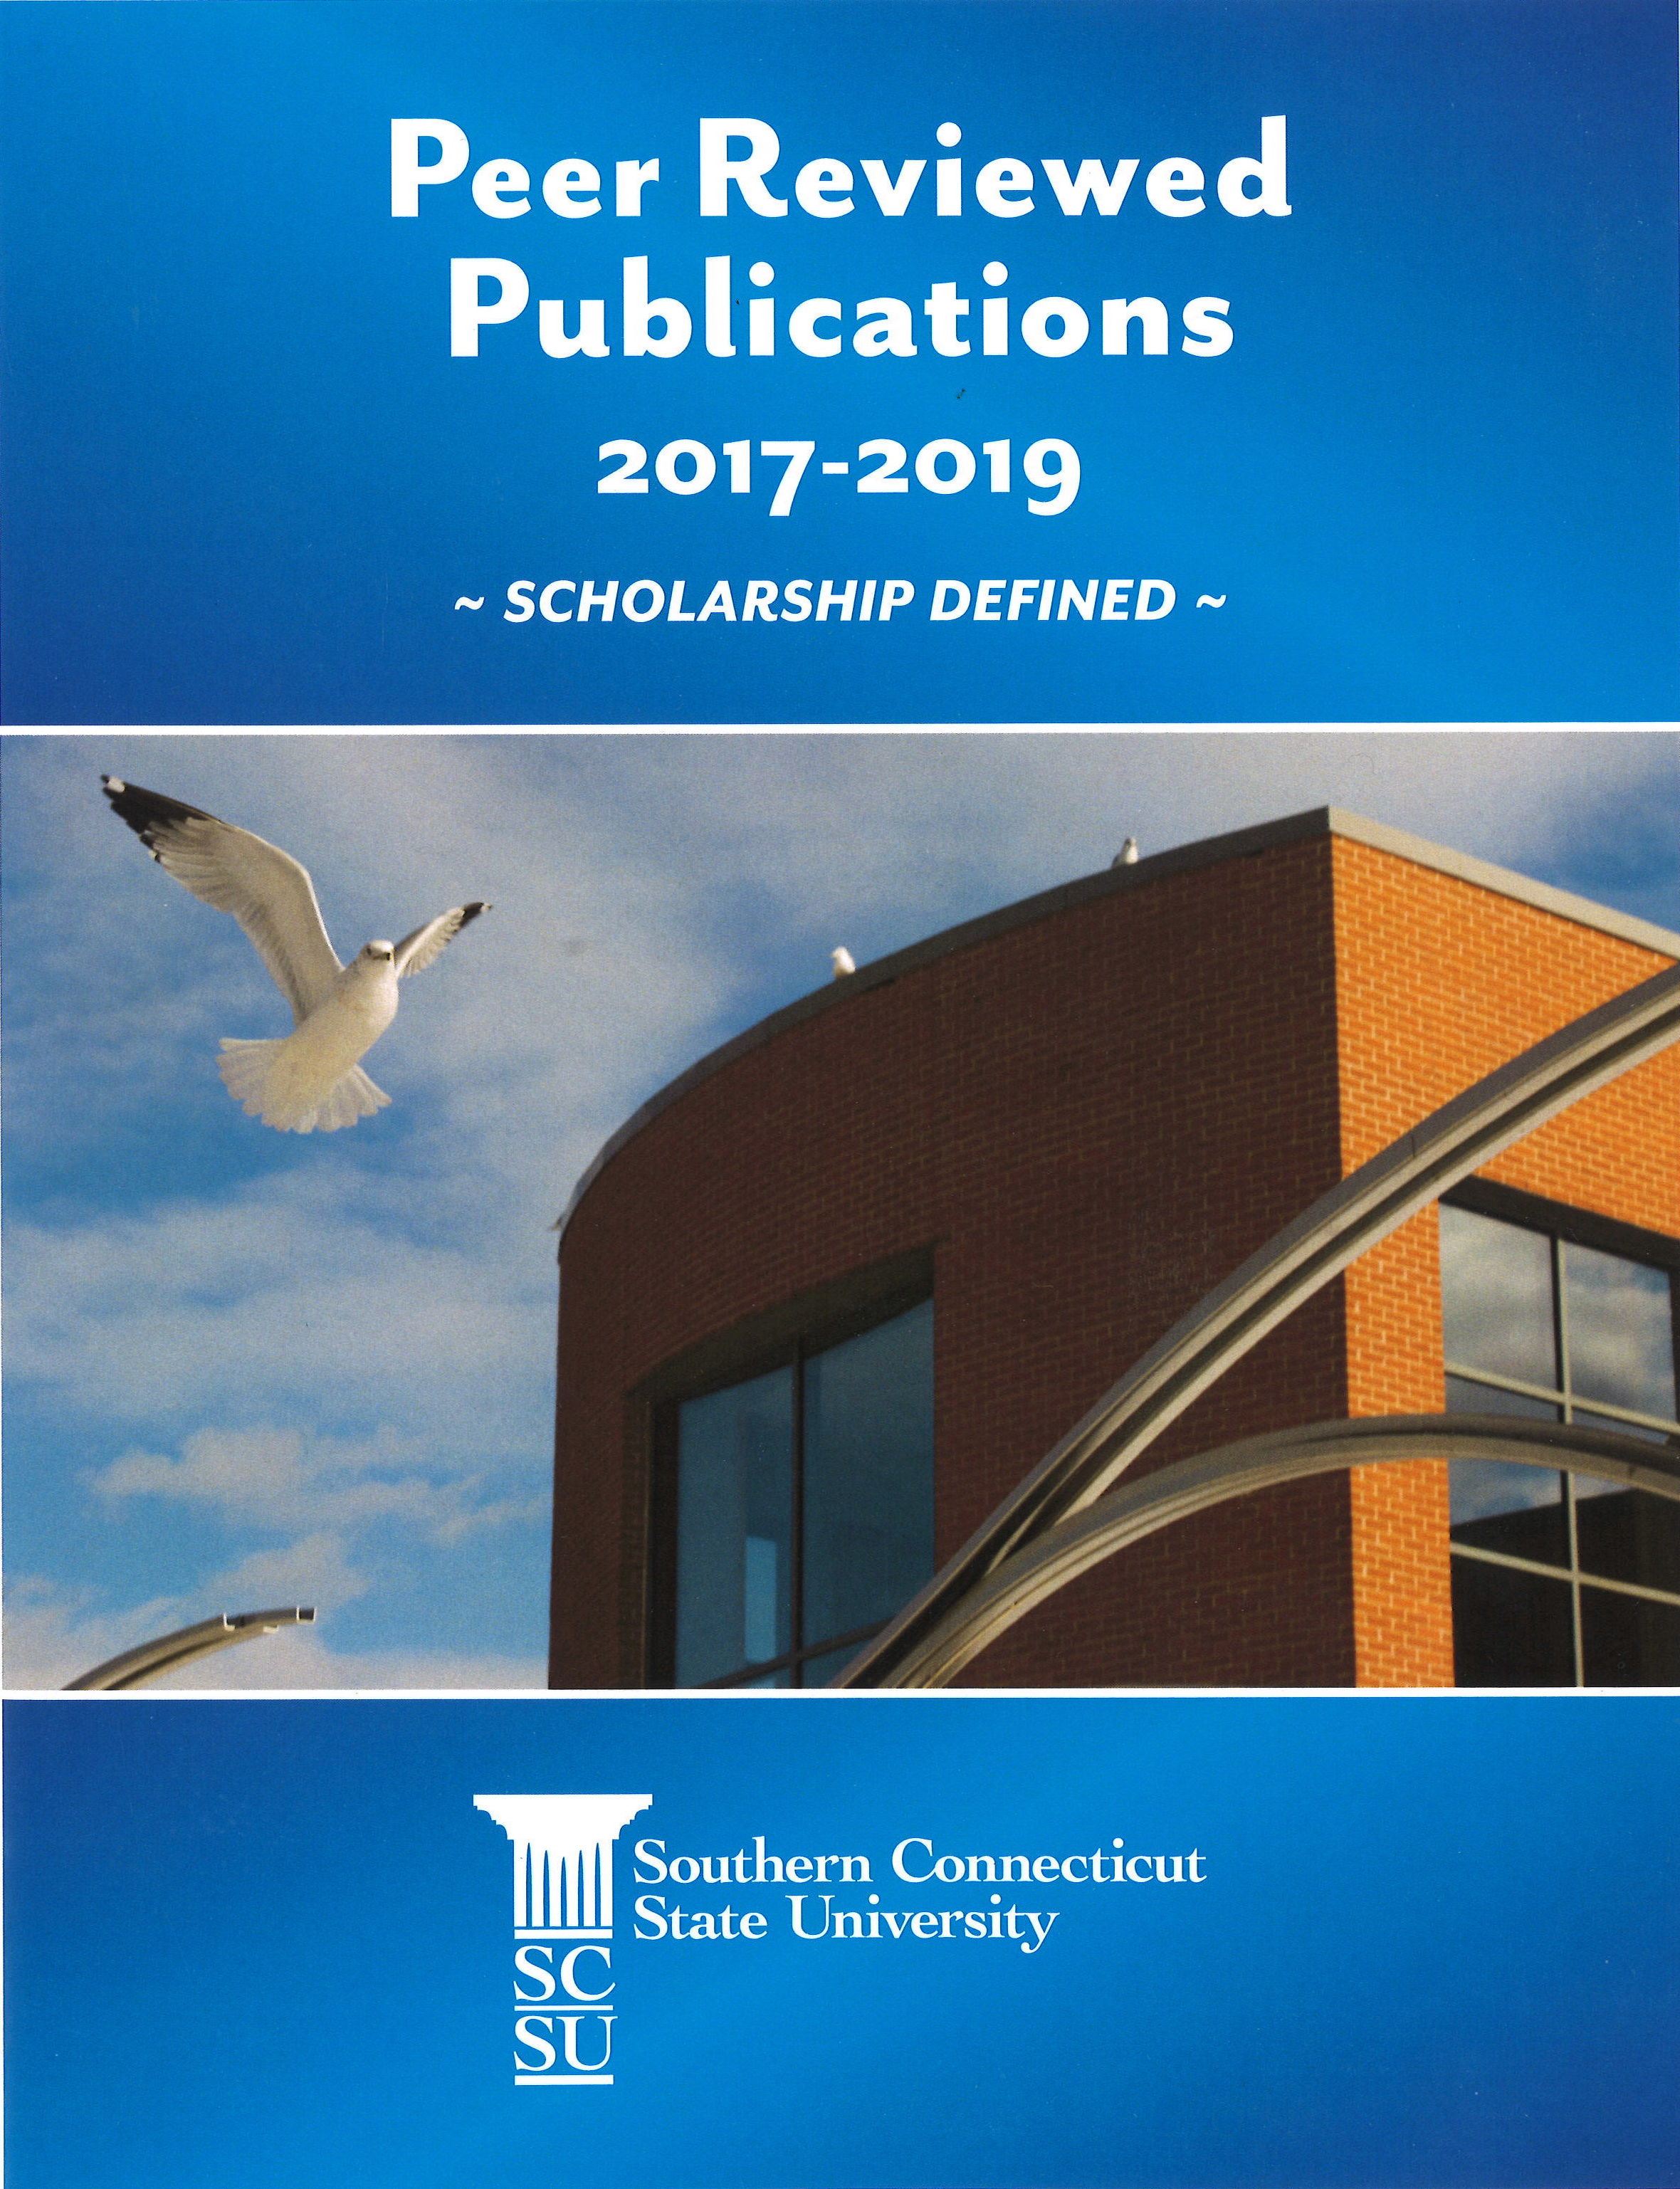 Peer Reviewed
Publications
2017-2019
~ SCHOLARSHIP DEFINED ~
Southern Connecticut
State University
SC
SU